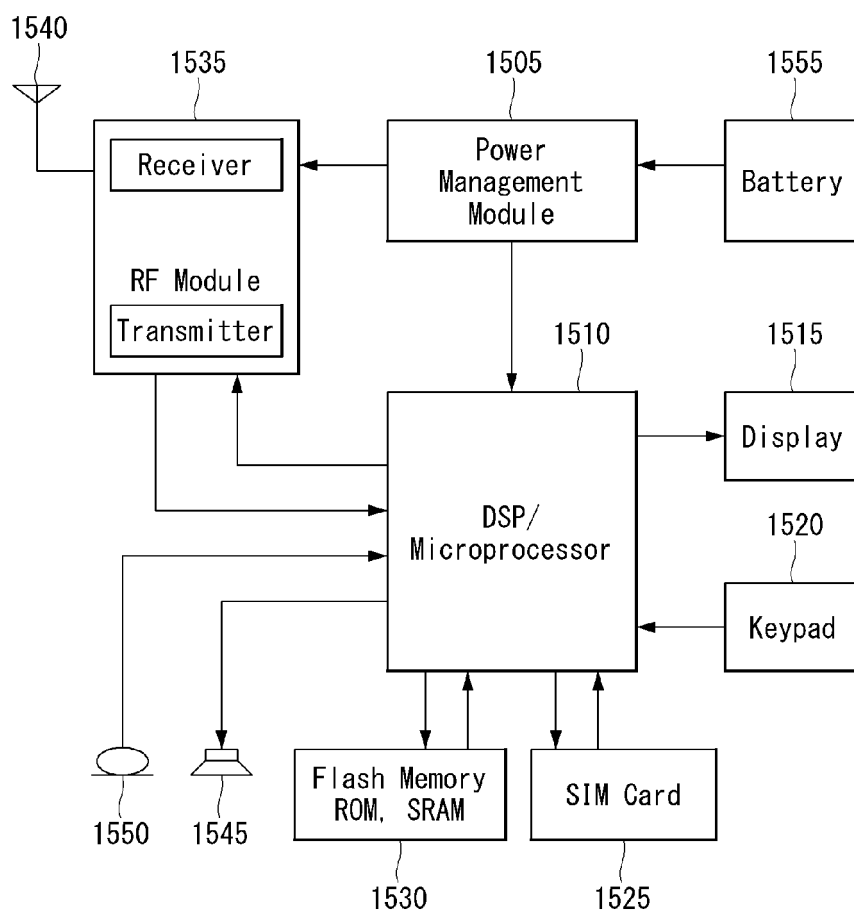 1540
1535
1505
1555
Receiver
RF Module
Transmitter
Power
Management
Module
Battery
1510
1515
DSP/
Microprocessor
Display
1520
Keypad
1550
1545
Flash Memory
ROM, SRAM
SIM Card
1530
1525